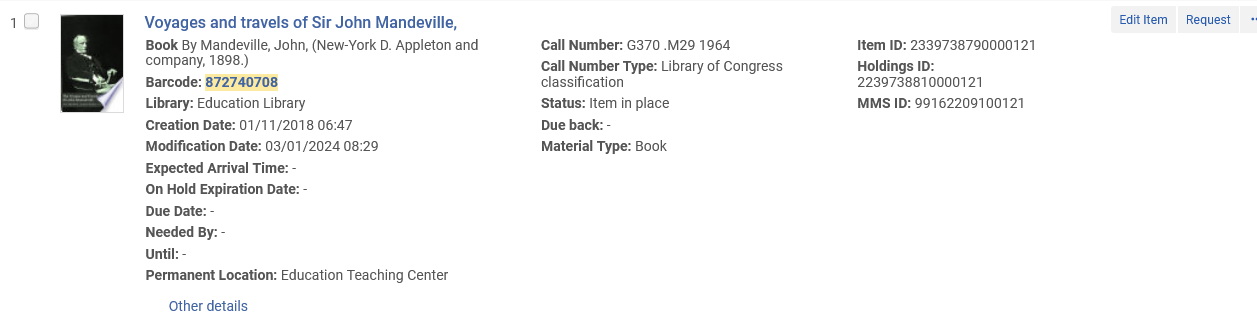 1
Voyages and travels of Sir John Mandeville,
Book By Mandeville, John, (New-York D. Appleton and
company, 1898.)
Barcode: 872740708
Library: Education Library
Creation Date: 01/11/2018 06:47
Modification Date: 03/01/2024 08:29
Expected Arrival Time: -
On Hold Expiration Date: -
Due Date: -
Needed By: -
Until: -
Permanent Location: Education Teaching Center
Other details
Call Number: G370 .M29 1964
Call Number Type: Library of Congress
classification
Status: Item in place
Due back: -
Material Type: Book
Edit Item
Request
Item ID: 2339738790000121
Holdings ID:
2239738810000121
MMS ID: 99162209100121